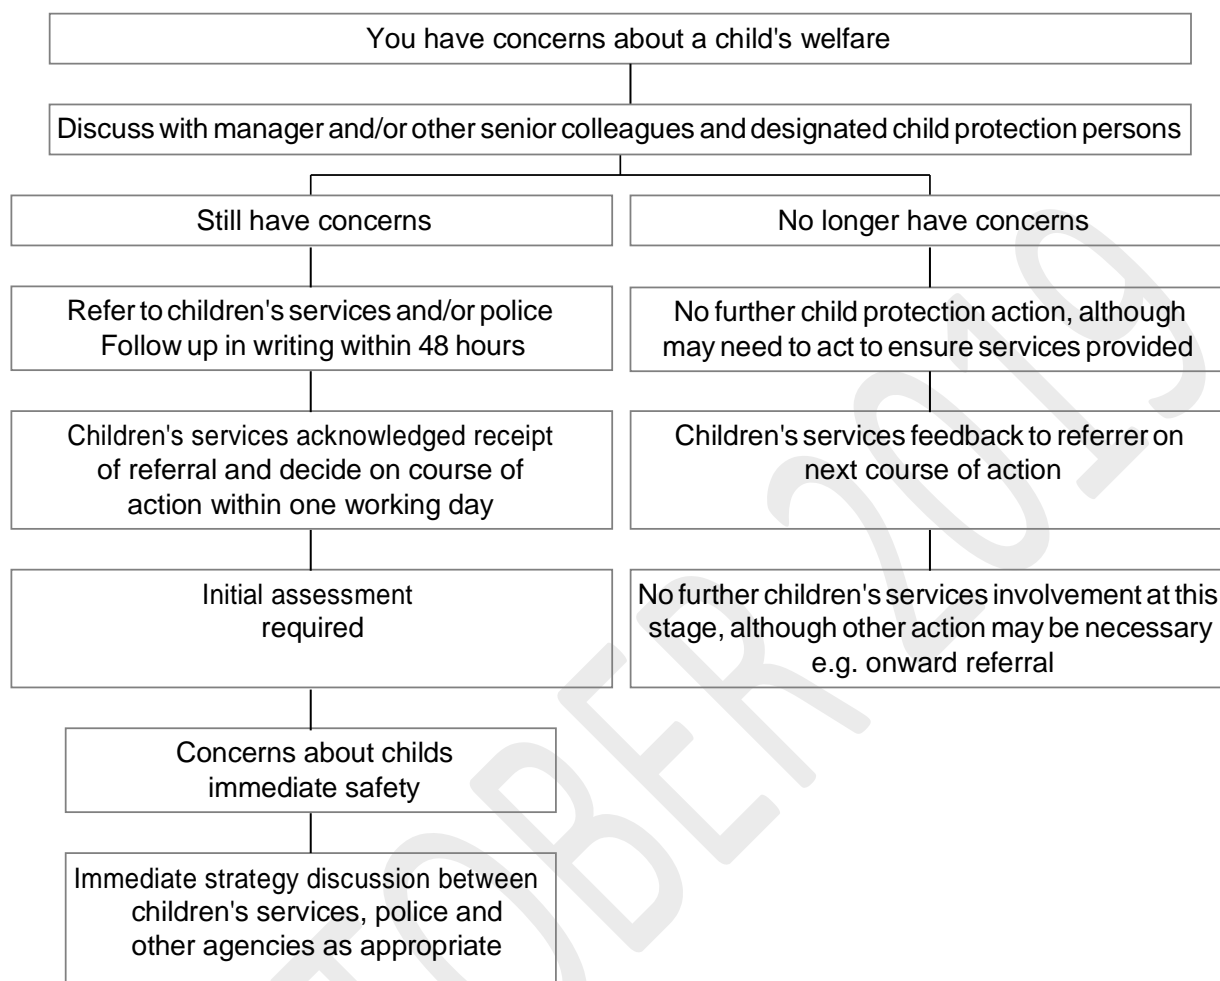 You have concerns about a child's welfare
Discuss with manager and/or other senior colleagues and designated child protection persons
Still have concerns
No longer have concerns
Refer to children's services and/or police
Follow up in writing within 48 hours
No further child protection action, although
may need to act to ensure services provided
Children's services acknowledged receipt
of referral and decide on course of
action within one working day
Children's services feedback to referrer on
next course of action
Initial assessment
required
No further children's services involvement at this
stage, although other action may be necessary
e.g. onward referral
Concerns about childs
immediate safety
Immediate strategy discussion between
children's services, police and
other agencies as appropriate
TOBER 2019